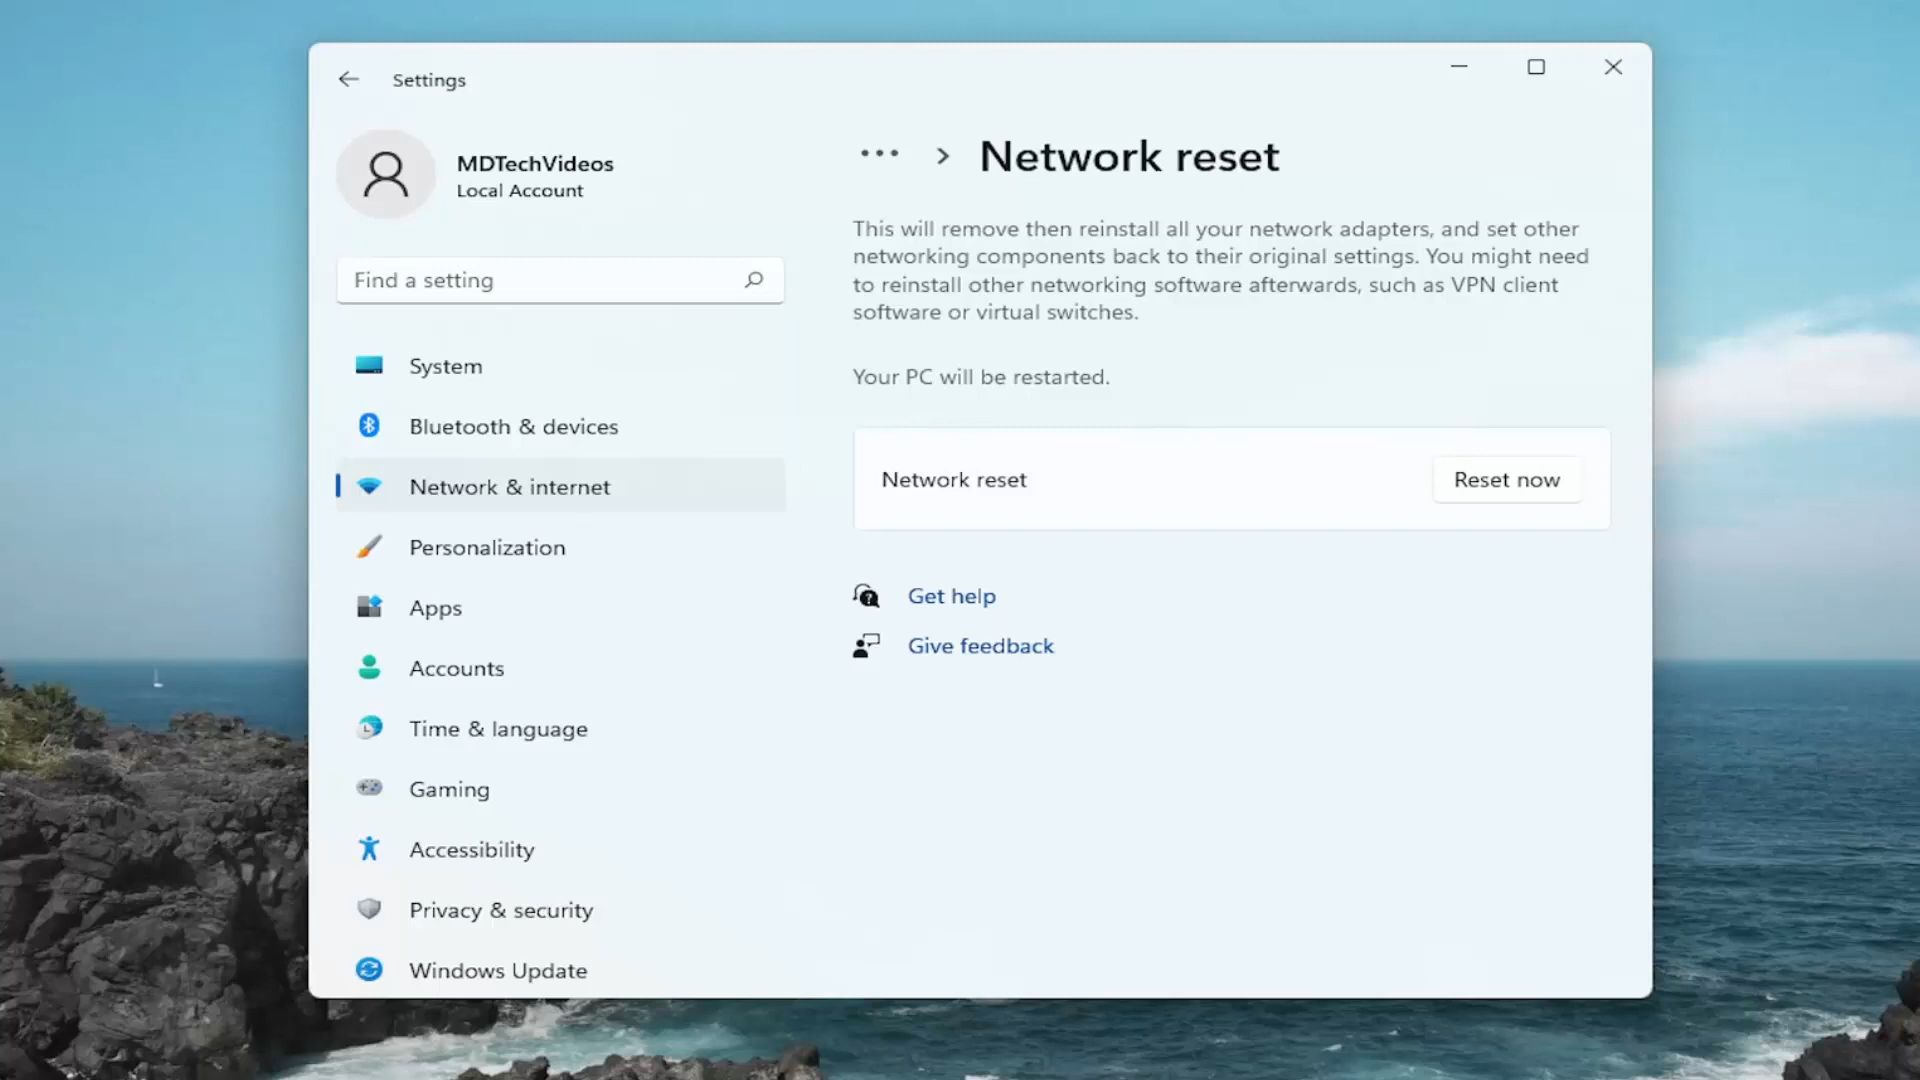 Settings
MDTechVideos
Local Account
Find a setting
System
Bluetooth & devices
Network & internet
Personalization
Apps
Accounts
Time & language
Gaming
Accessibility
Privacy & security
Windows Update
... > Network reset
This will remove then reinstall all your network adapters, and set other
networking components back to their original settings. You might need
to reinstall other networking software afterwards, such as VPN client
software or virtual switches.
Your PC will be restarted.
Network reset
Reset now
Get help
Give feedback